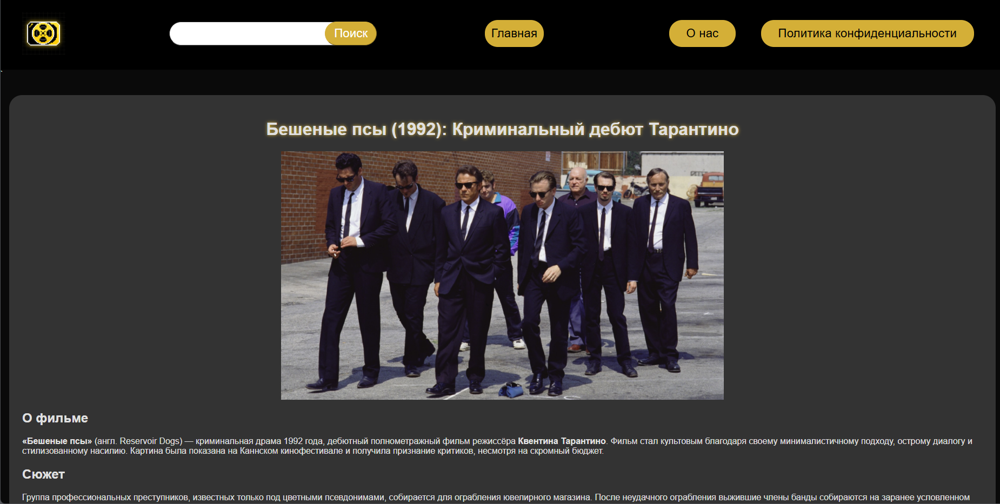 Поиск
Главная
О нас
Политика конфиденциальности
`
Бешеные псы (1992): Криминальный дебют Тарантино
О фильме
«Бешеные псы» (англ. Reservoir Dogs) — криминальная драма 1992 года, дебютный полнометражный фильм режиссёра Квентина Тарантино. Фильм стал культовым благодаря своему минималистичному подходу, острому диалогу и
стилизованному насилию. Картина была показана на Каннском кинофестивале и получила признание критиков, несмотря на скромный бюджет.
Сюжет
Группа профессиональных преступников, известных только под цветными псевдонимами, собирается для ограбления ювелирного магазина. После неудачного ограбления выжившие члены банды собираются на заранее условленном